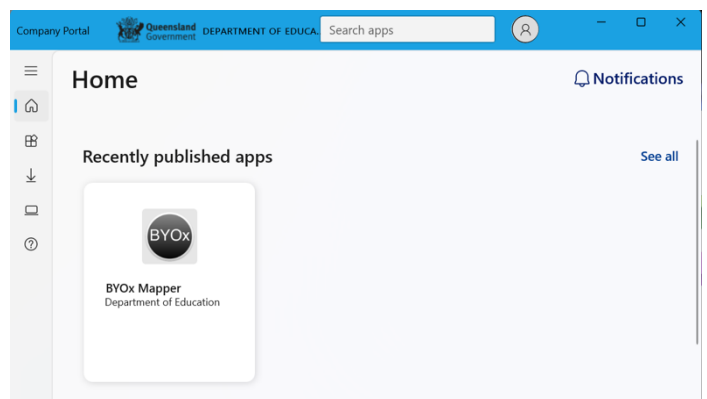 Company Portal
Queensland
Government
DEPARTMENT OF EDUCA.
Search apps
Home
Notifications
Recently published apps
See all
BYOx
BYOx Mapper
Department of Education